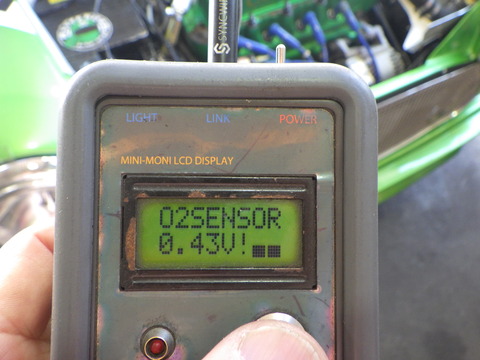 LIGHT LINK POWER
MINI-MONI LCD DISPLAY
O2SENSOR
0.43V!